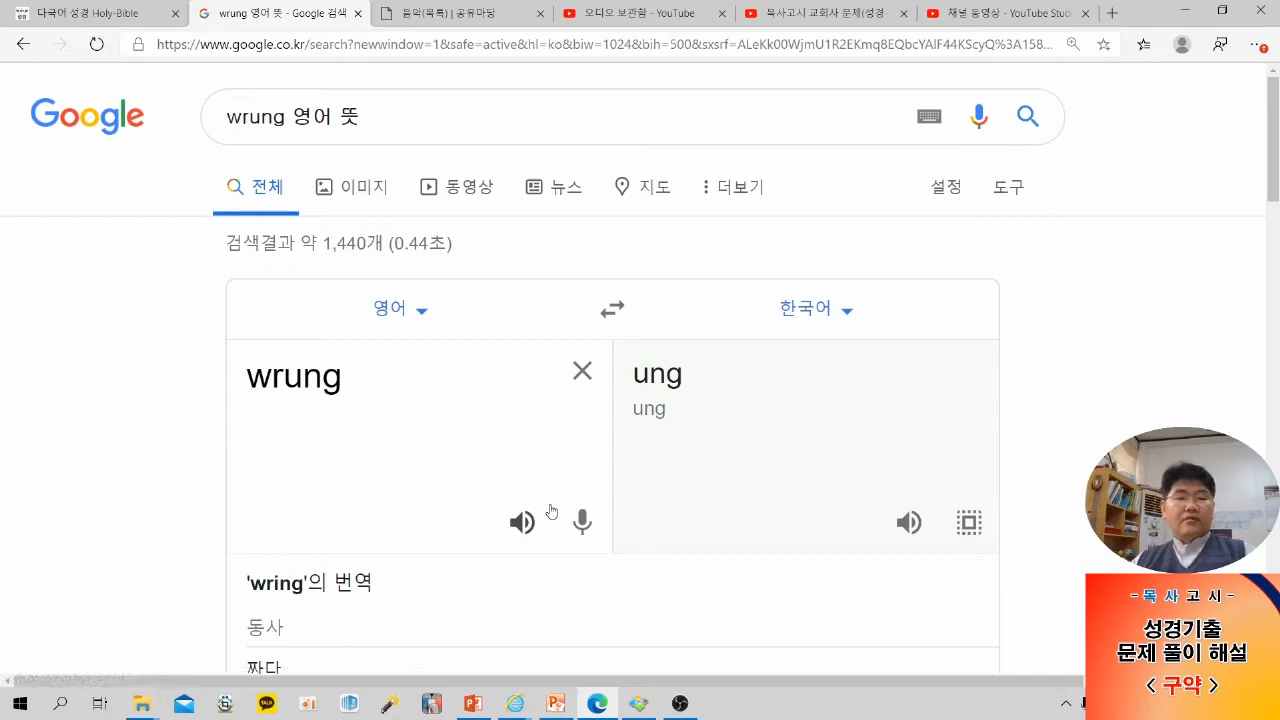 다국어 성경 Holy-Bible
wrung 영어 뜻 - Google 검색
음악(목록) | 공유마당
오디오 보관함 - YouTube
목사고시 교회사 문제(성경-
채널 동영상 - YouTube Stud
https://www.google.co.kr/search?newwindow=1&safe=active&hl=ko&biw=1024&bih=500&sxsrf=ALeKk00WjmU1R2EKmq8EQbcYAlF44KScyQ%3A158...
Google
wrung 영어 뜻
전체 이미지 동영상 뉴스 지도 더보기 설정 도구
검색결과 약 1,440개 (0.44초)
영어 한국어
wrung
ung
ung
'wring'의 번역
동사
짜다
- 목 사 고 시 -
성경기출
문제 풀이 해설
< 구약 >